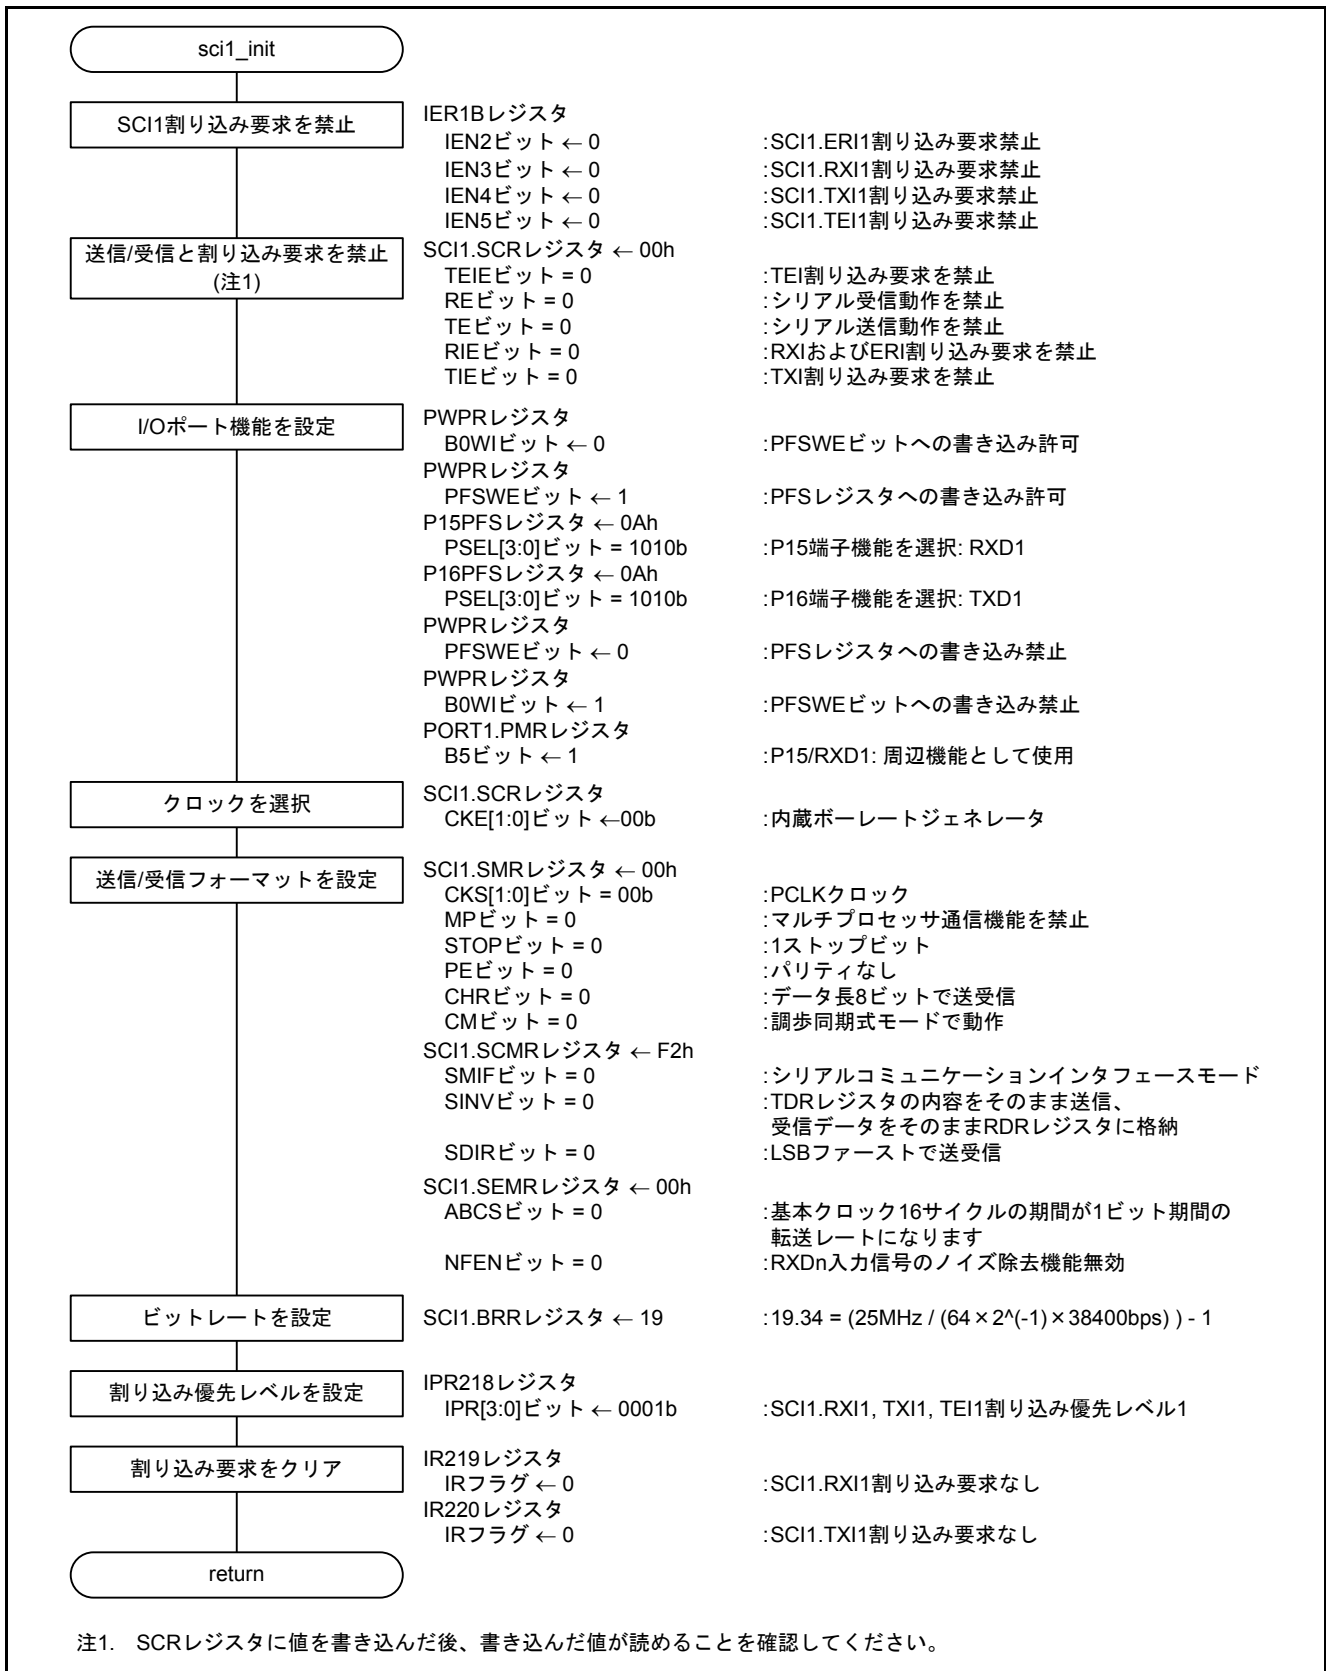 sci1_init
SCI1割り込み要求を禁止
IER1Bレジスタ
IEN2ビット ← 0 :SCI1.ERI1割り込み要求禁止
IEN3ビット ← 0 :SCI1.RXI1割り込み要求禁止
IEN4ビット ← 0 :SCI1.TXI1割り込み要求禁止
IEN5ビット ← 0 :SCI1.TEI1割り込み要求禁止
送信/受信と割り込み要求を禁止
(注1)
SCI1.SCRレジスタ ← 00h
TEIEビット = 0 :TEI割り込み要求を禁止
REビット = 0 :シリアル受信動作を禁止
TEビット = 0 :シリアル送信動作を禁止
RIEビット = 0 :RXIおよびERI割り込み要求を禁止
TIEビット = 0 :TXI割り込み要求を禁止
I/Oポート機能を設定
PWPRレジスタ
B0WIビット ← 0 :PFSWEビットへの書き込み許可
PWPRレジスタ
PFSWEビット ← 1 :PFSレジスタへの書き込み許可
P15PFSレジスタ ← 0Ah
PSEL[3:0]ビット = 1010b :P15端子機能を選択: RXD1
P16PFSレジスタ ← 0Ah
PSEL[3:0]ビット = 1010b :P16端子機能を選択: TXD1
PWPRレジスタ
PFSWEビット ← 0 :PFSレジスタへの書き込み禁止
PWPRレジスタ
B0WIビット ← 1 :PFSWEビットへの書き込み禁止
PORT1.PMRレジスタ
B5ビット ← 1 :P15/RXD1: 周辺機能として使用
クロックを選択
SCI1.SCRレジスタ
CKE[1:0]ビット ←00b :内蔵ボーレートジェネレータ
送信/受信フォーマットを設定
SCI1.SMRレジスタ ← 00h
CKS[1:0]ビット = 00b :PCLKクロック
MPビット = 0 :マルチプロセッサ通信機能を禁止
STOPビット = 0 :1ストップビット
PEビット = 0 :パリティなし
CHRビット = 0 :データ長8ビットで送受信
CMビット = 0 :調歩同期式モードで動作
SCI1.SCMRレジスタ ← F2h
SMIFビット = 0 :シリアルコミュニケーションインタフェースモード
SINVビット = 0 :TDRレジスタの内容をそのまま送信、
受信データをそのままRDRレジスタに格納
SDIRビット = 0 :LSBファーストで送受信
SCI1.SEMRレジスタ ← 00h
ABCSビット = 0 :基本クロック16サイクルの期間が1ビット期間の
転送レートになります
NFENビット = 0 :RXDn入力信号のノイズ除去機能無効
ビットレートを設定
SCI1.BRRレジスタ ← 19 :19.34 = (25MHz / (64×2^(-1)×38400bps) ) - 1
割り込み優先レベルを設定
IPR218レジスタ
IPR[3:0]ビット ← 0001b :SCI1.RXI1, TXI1, TEI1割り込み優先レベル1
割り込み要求をクリア
IR219レジスタ
IRフラグ ← 0 :SCI1.RXI1割り込み要求なし
IR220レジスタ
IRフラグ ← 0 :SCI1.TXI1割り込み要求なし
return
注1. SCRレジスタに値を書き込んだ後、書き込んだ値が読めることを確認してください。